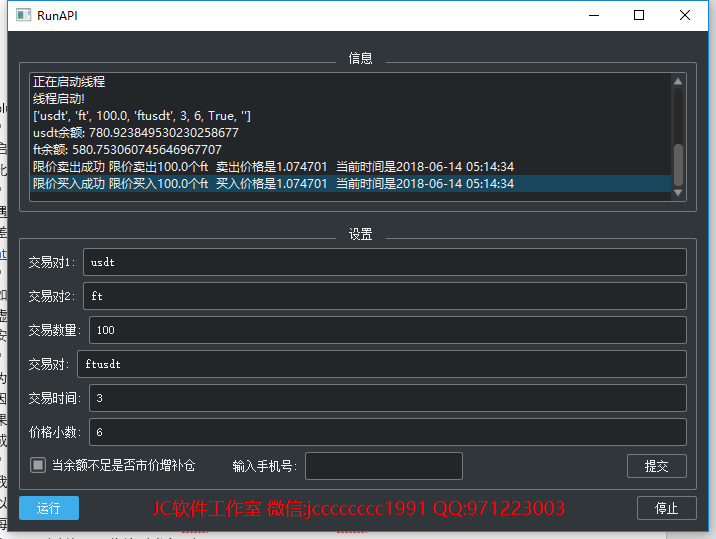 RunAPI
信息
正在启动线程
线程启动!
['usdt', 'ft', 100.0, 'ftusdt', 3, 6, True, '']
usdt余额: 780.923849530230258677
ft余额: 580.753060745646967707
限价卖出成功 限价卖出100.0个ft 卖出价格是1.074701 当前时间是2018-06-14 05:14:34
限价买入成功 限价买入100.0个ft 买入价格是1.074701 当前时间是2018-06-14 05:14:34
设置
交易对1: usdt
交易对2: ft
交易数量: 100
交易对: ftusdt
交易时间: 3
价格小数: 6
当余额不足是否市价增补仓 输入手机号: 提交
运行 JC软件工作室 微信:jcccccccc1991 QQ:971223003 停止